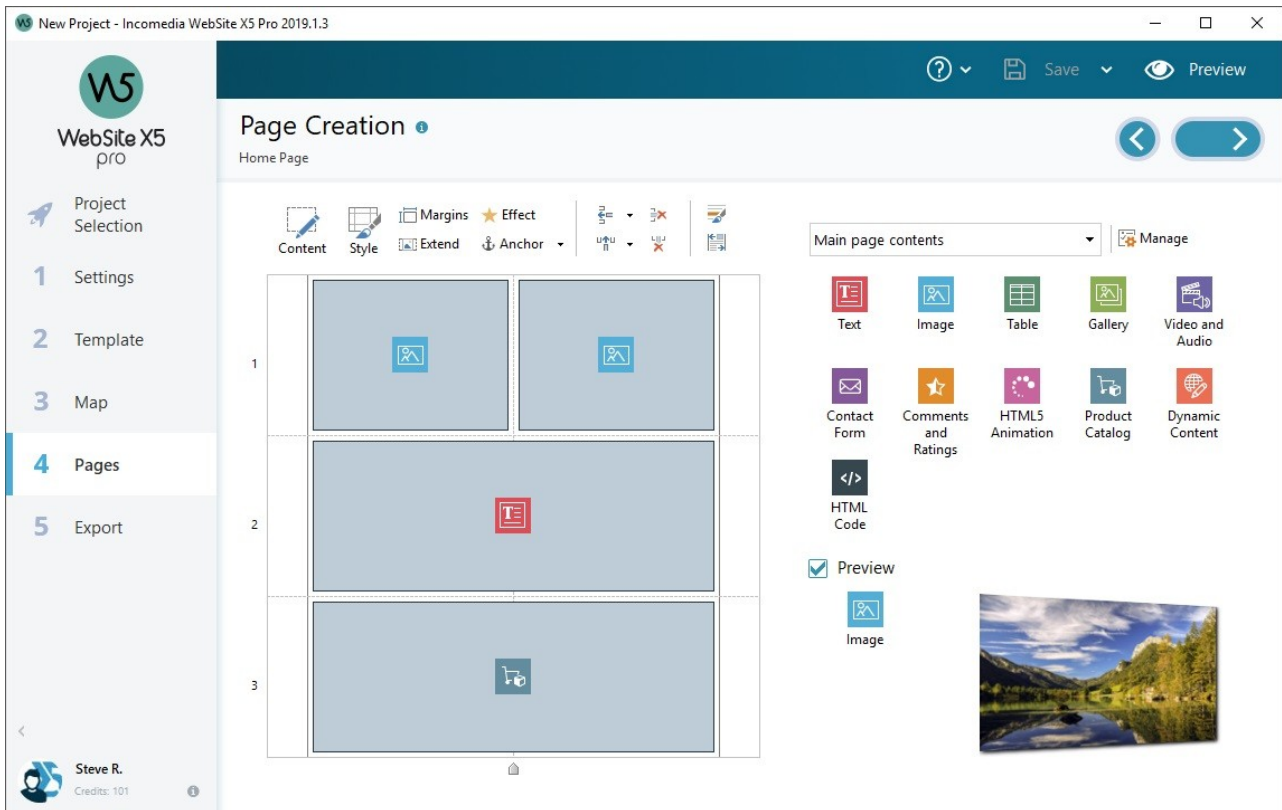 New Project - Incomedia WebSite X5 Pro 2019.1.3
Save
Preview
W5
WebSite X5
pro
Page Creation
Home Page
Project
Selection
1 Settings
2 Template
3 Map
4 Pages
5 Export
Steve R.
Credits: 101
Content
Style
Margins
Effect
Extend
Anchor
1
2
3
Main page contents
Manage
Text
Image
Table
Gallery
Video and
Audio
Contact
Form
Comments
and
Ratings
HTML5
Animation
Product
Catalog
Dynamic
Content
HTML
Code
Preview
Image